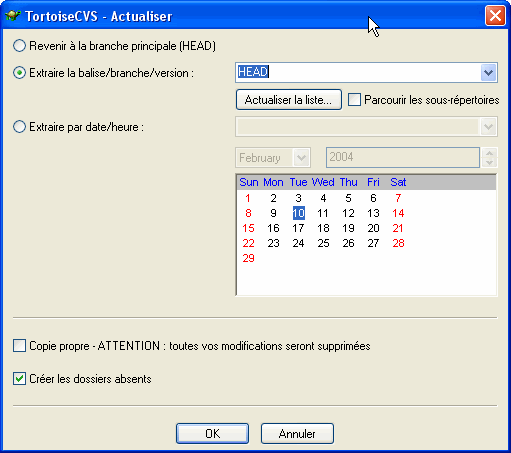 TortoiseCVS - Actualiser
Revenir à la branche principale (HEAD)
Extraire la balise/branche/version :
HEAD
Actualiser la liste...
Parcourir les sous-répertoires
Extraire par date/heure :
February
2004
Sun Mon Tue Wed Thu Fri Sat
1 2 3 4 5 6 7
8 9 10 11 12 13 14
15 16 17 18 19 20 21
22 23 24 25 26 27 28
29
Copie propre - ATTENTION : toutes vos modifications seront supprimées
Créer les dossiers absents
OK
Annuler